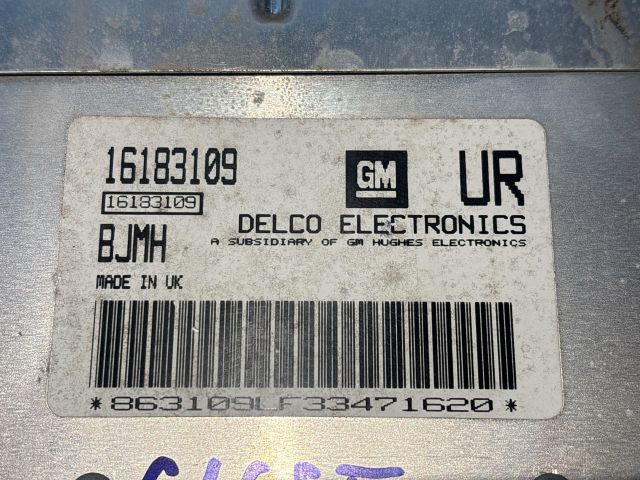 16183109
16183109
GM
UR
DELCO ELECTRONICS
A SUBSIDIARY OF GM HUGHES ELECTRONICS
BJMH
MADE IN UK
*863109LF33471620*